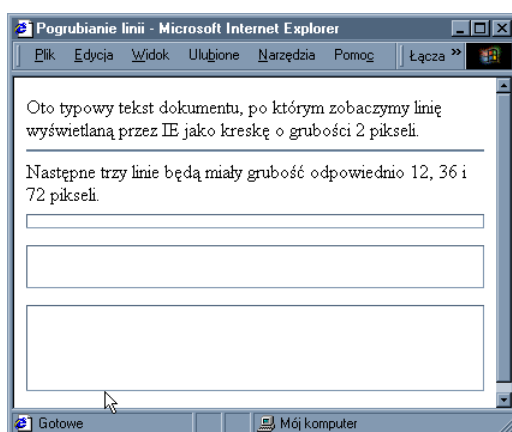 Pogrubianie linii - Microsoft Internet Explorer
Plik Edycja Widok Ulubione Narzędzia Pomoc Łącza »
Oto typowy tekst dokumentu, po którym zobaczymy linię
wyświetlaną przez IE jako kreskę o grubości 2 pikseli.
Następne trzy linie będą miały grubość odpowiednio 12, 36 i
72 pikseli.
Gotowe Mój komputer